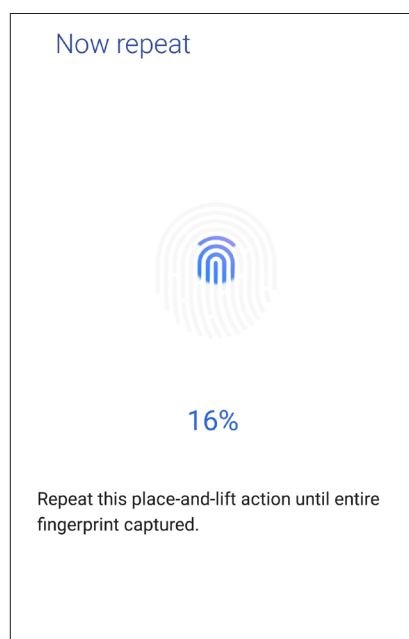 Now repeat
16%
Repeat this place-and-lift action until entire
fingerprint captured.